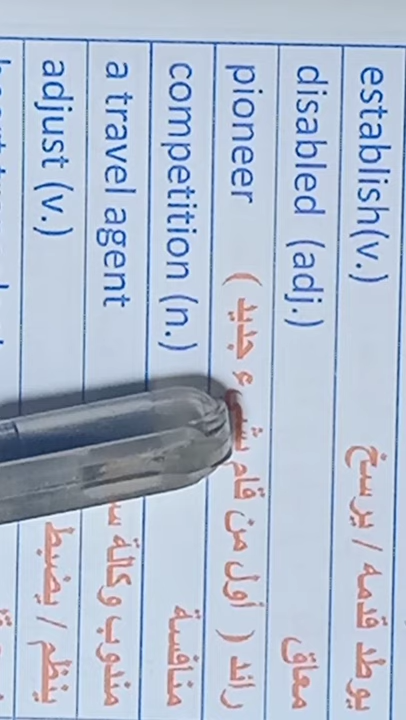 establish(v.) يوطد قدمه / يرسخ
disabled (adj.) معاق
pioneer رائد ( أول من قام بشيء جديد )
competition (n.) منافسة
a travel agent مندوب وكالة
adjust (v.) ينظم / يضبط